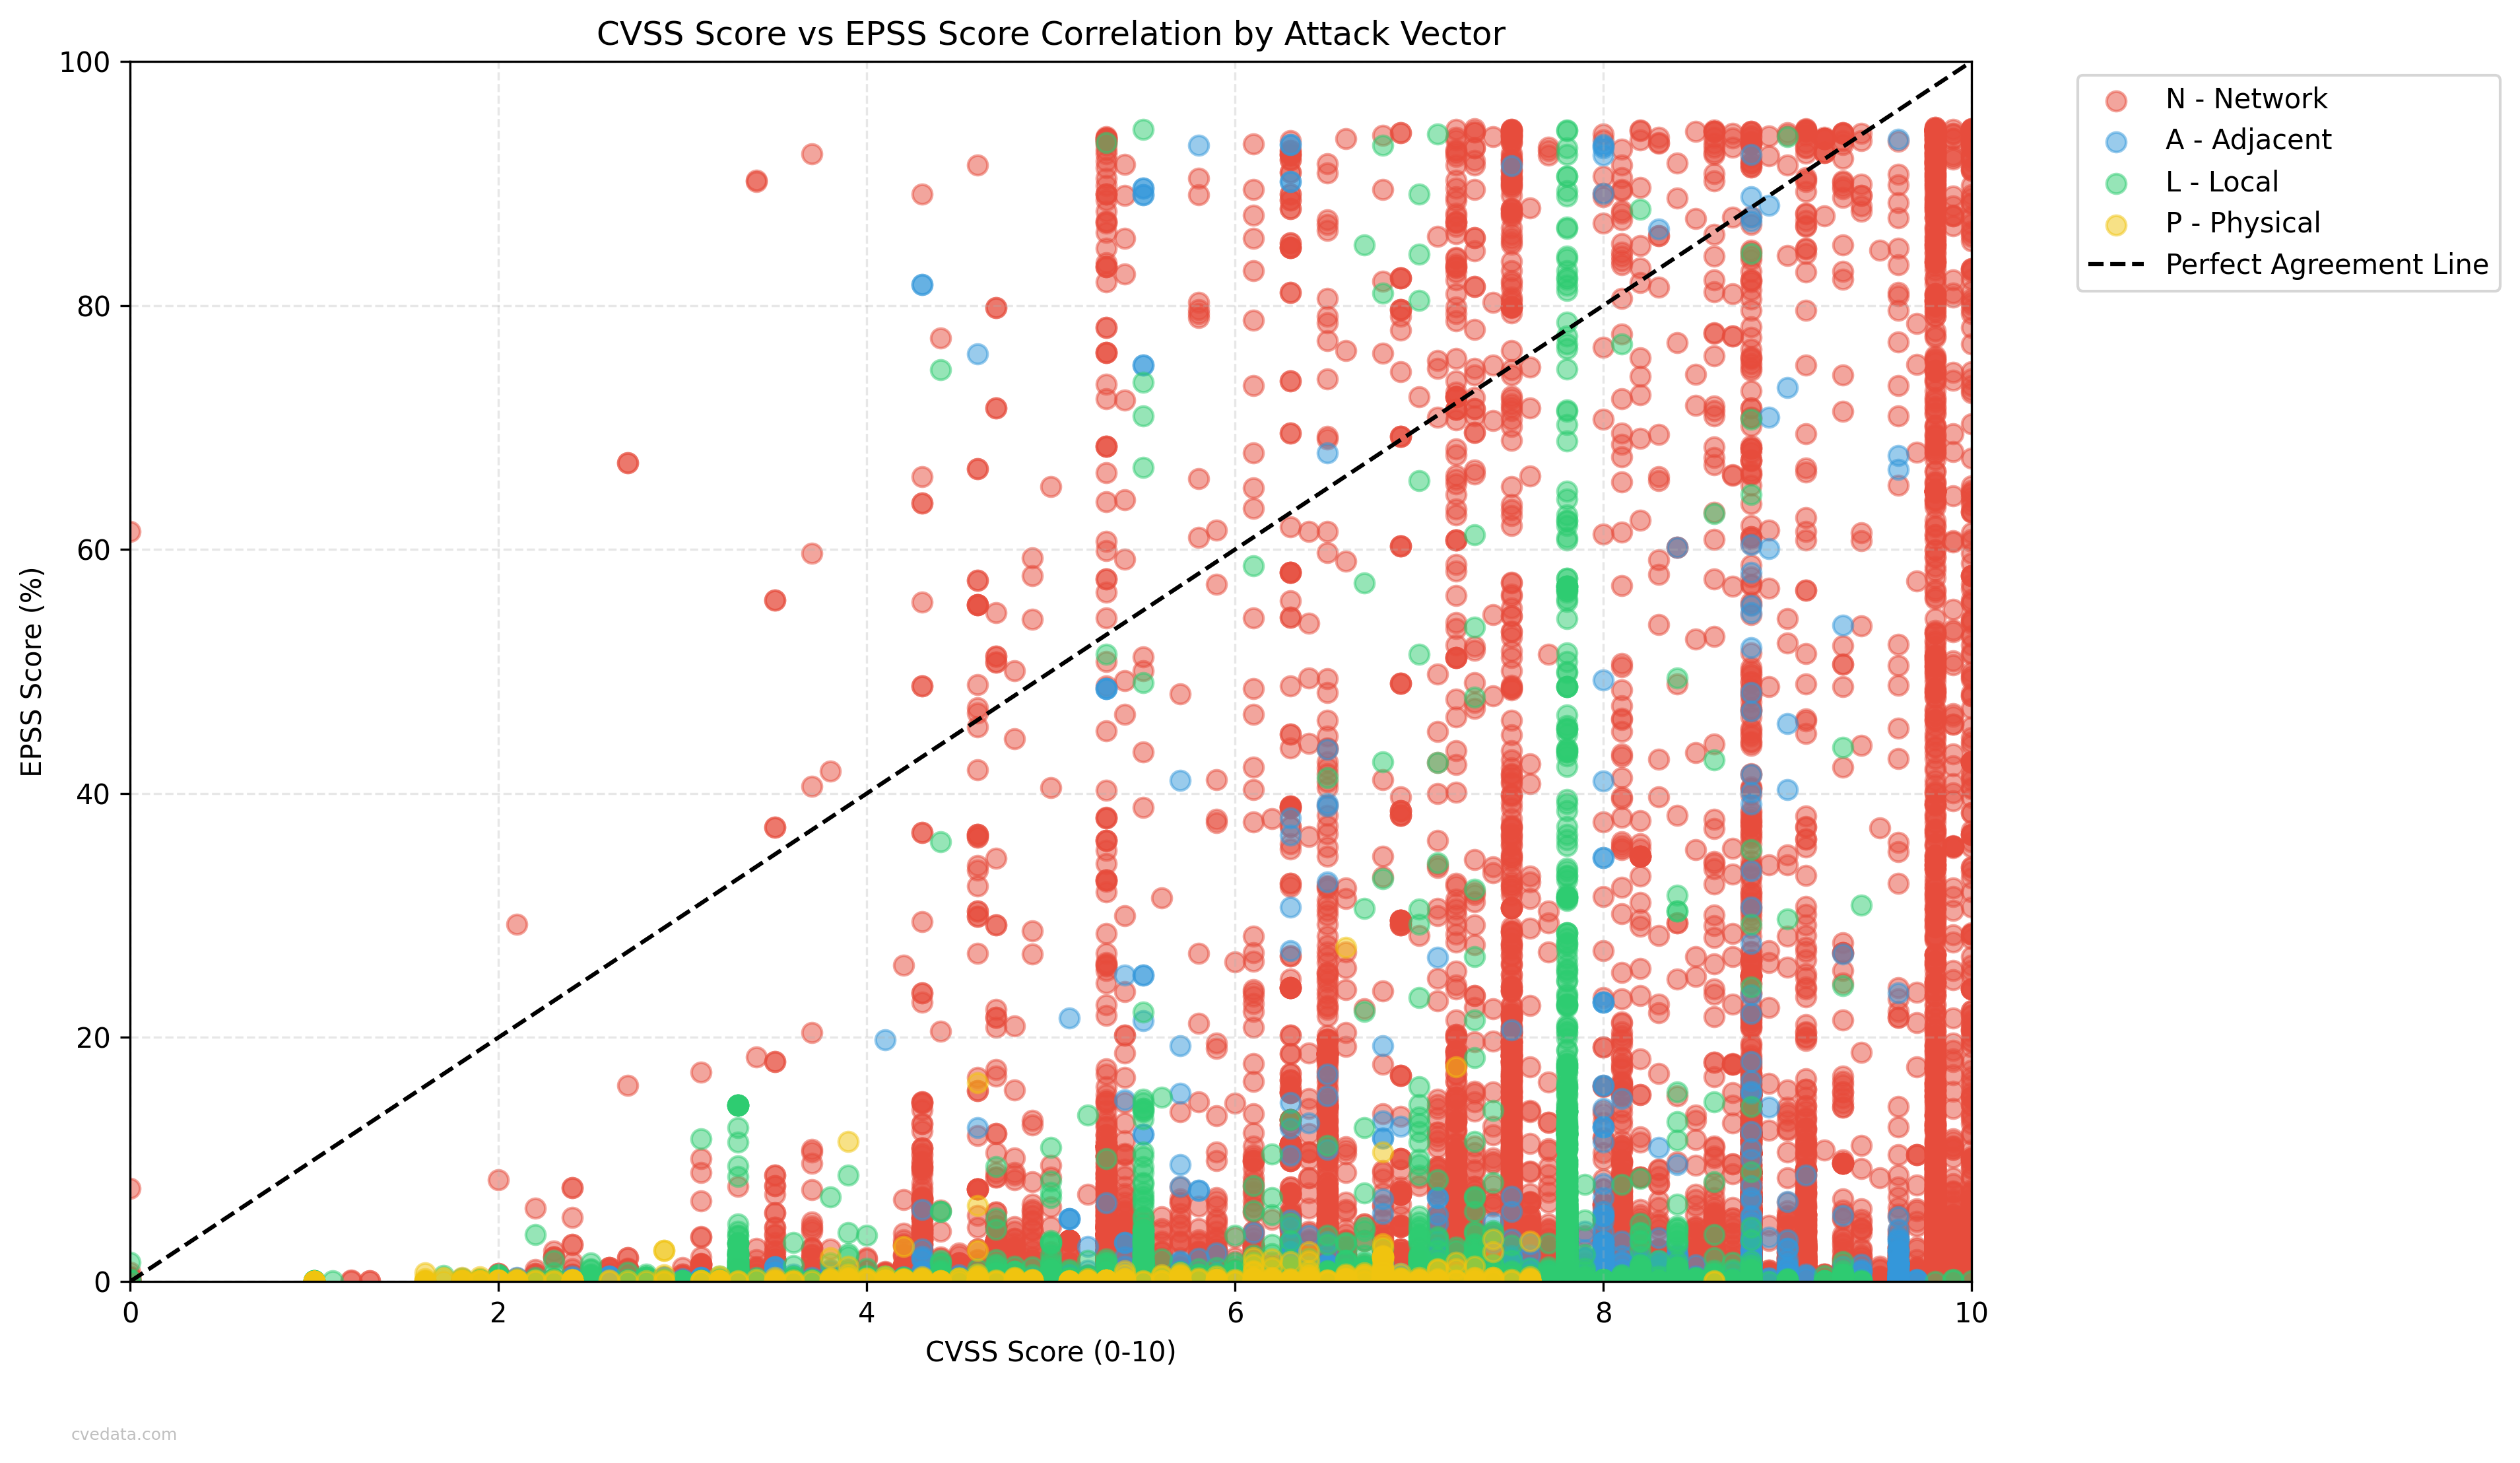 CVSS Score vs EPSS Score Correlation by Attack Vector
100
80
60
40
20
0
EPSS Score (%)
0 2 4 6 8 10
CVSS Score (0-10)
N - Network
A - Adjacent
L - Local
P - Physical
Perfect Agreement Line
cvedata.com